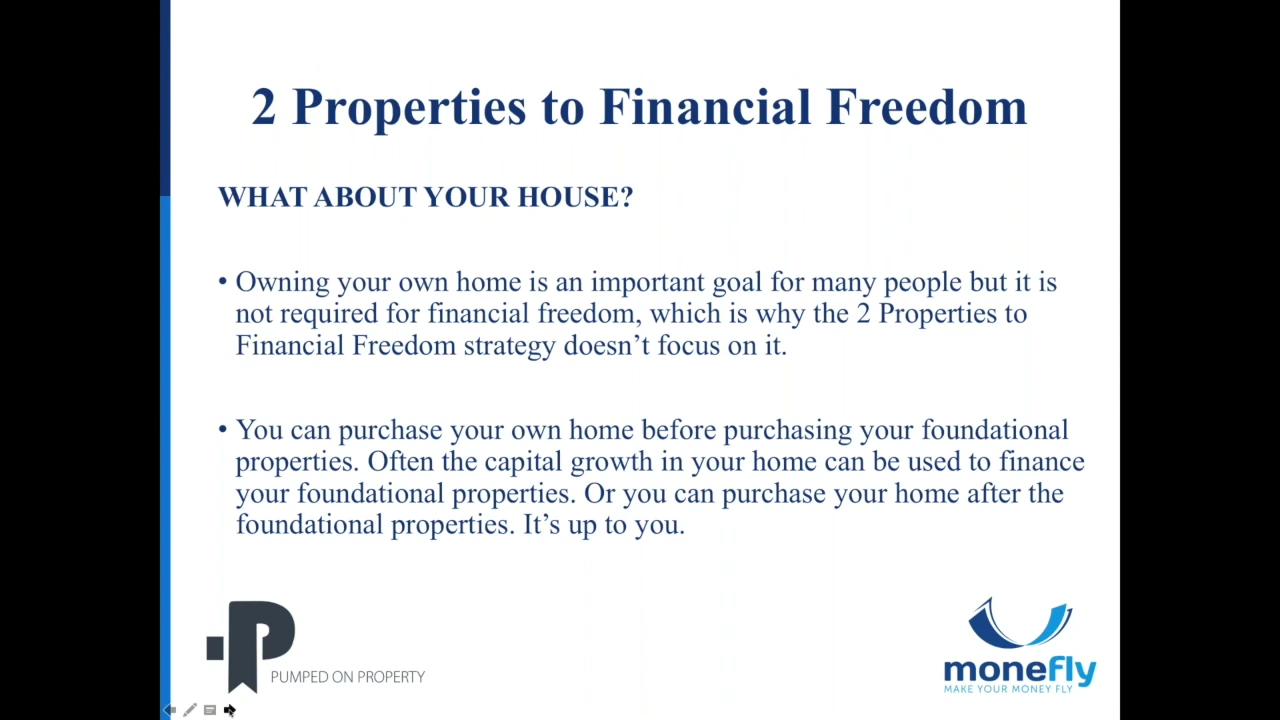 2 Properties to Financial Freedom
WHAT ABOUT YOUR HOUSE?
• Owning your own home is an important goal for many people but it is
not required for financial freedom, which is why the 2 Properties to
Financial Freedom strategy doesn’t focus on it.
• You can purchase your own home before purchasing your foundational
properties. Often the capital growth in your home can be used to finance
your foundational properties. Or you can purchase your home after the
foundational properties. It’s up to you.
P
PUMPED ON PROPERTY
monefly
MAKE YOUR MONEY FLY